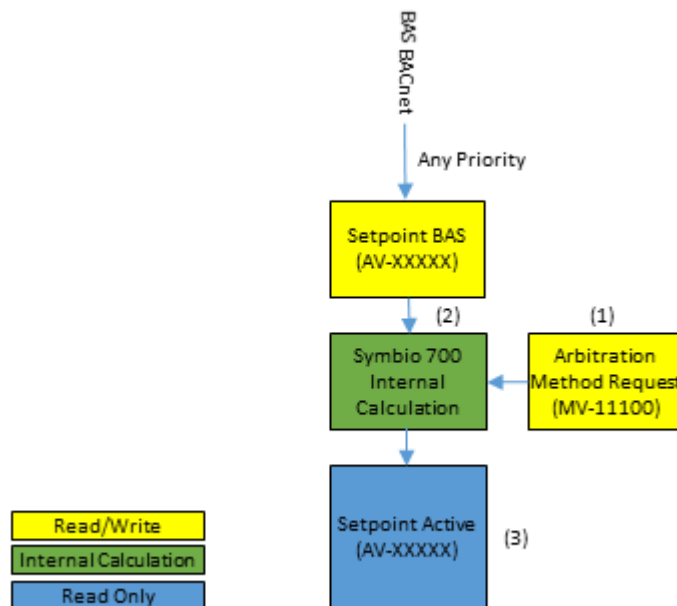 BAS BACnet
Any Priority
Setpoint BAS
(AV-XXXXX)
(2)
(1)
Symbio 700
Internal
Calculation
Arbitration
Method Request
(MV-11100)
Setpoint Active
(AV-XXXXX)
(3)
Read/Write
Internal Calculation
Read Only